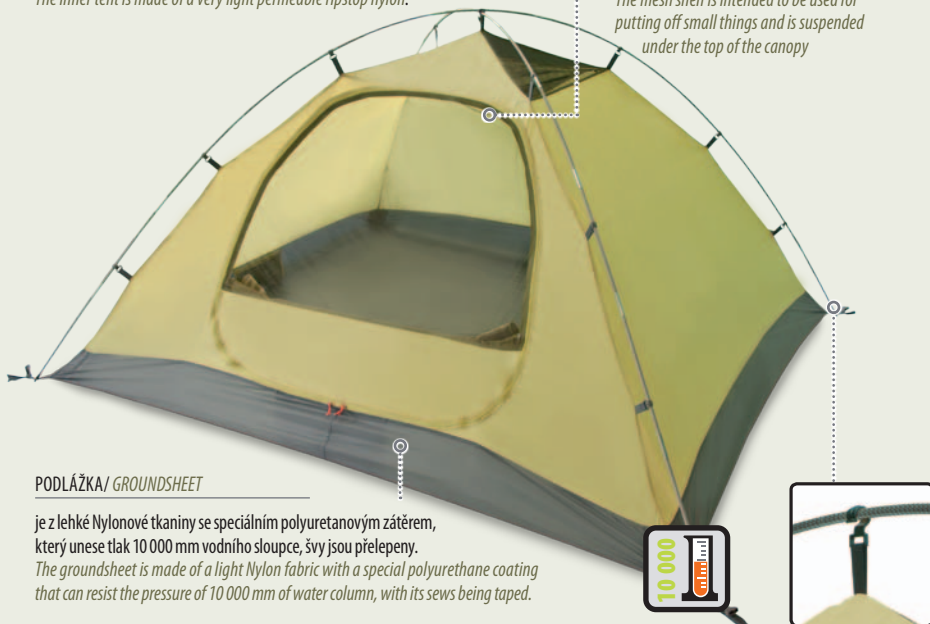 The inner tent is made of a very light permeable ripstop nylon.
The mesh shelf is intended to be used for
putting off small things and is suspended
under the top of the canopy
PODLÁŽKA/ GROUNDSHEET
je z lehké Nylonové tkaniny se speciálním polyuretanovým zátěrem,
který unese tlak 10 000 mm vodního sloupce, švy jsou přelepeny.
The groundsheet is made of a light Nylon fabric with a special polyurethane coating
that can resist the pressure of 10 000 mm of water column, with its sews being taped.
10 000